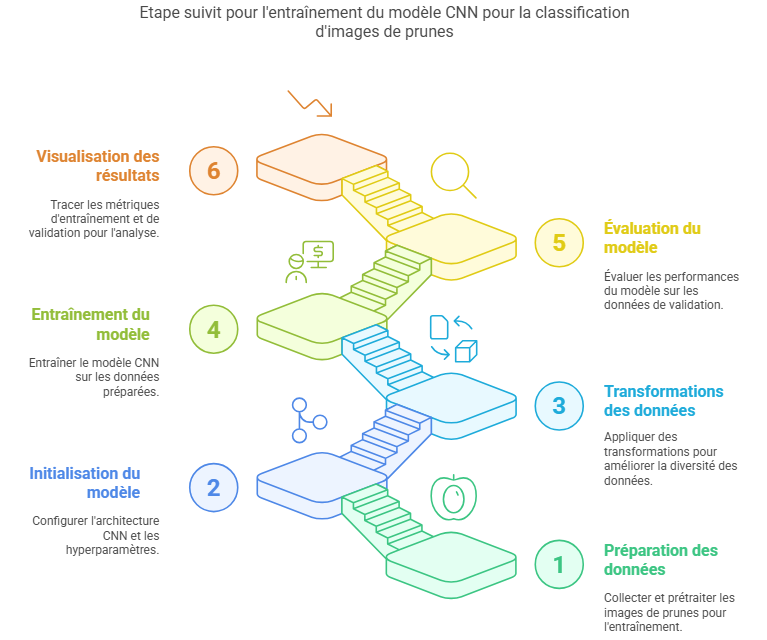 Etape suivit pour l'entraînement du modèle CNN pour la classification
d'images de prunes
Visualisation des
résultats
6
Tracer les métriques
d'entraînement et de
validation pour l'analyse.
5
Évaluation du
modèle
Évaluer les performances
du modèle sur les
données de validation.
$
Entraînement du
modèle
4
Entraîner le modèle CNN
sur les données
préparées.
3
Transformations
des données
Appliquer des
transformations pour
améliorer la diversité des
données.
Initialisation du
modèle
2
Configurer l'architecture
CNN et les
hyperparamètres.
1
Préparation des
données
Collecter et prétraiter les
images de prunes pour
l'entraînement.